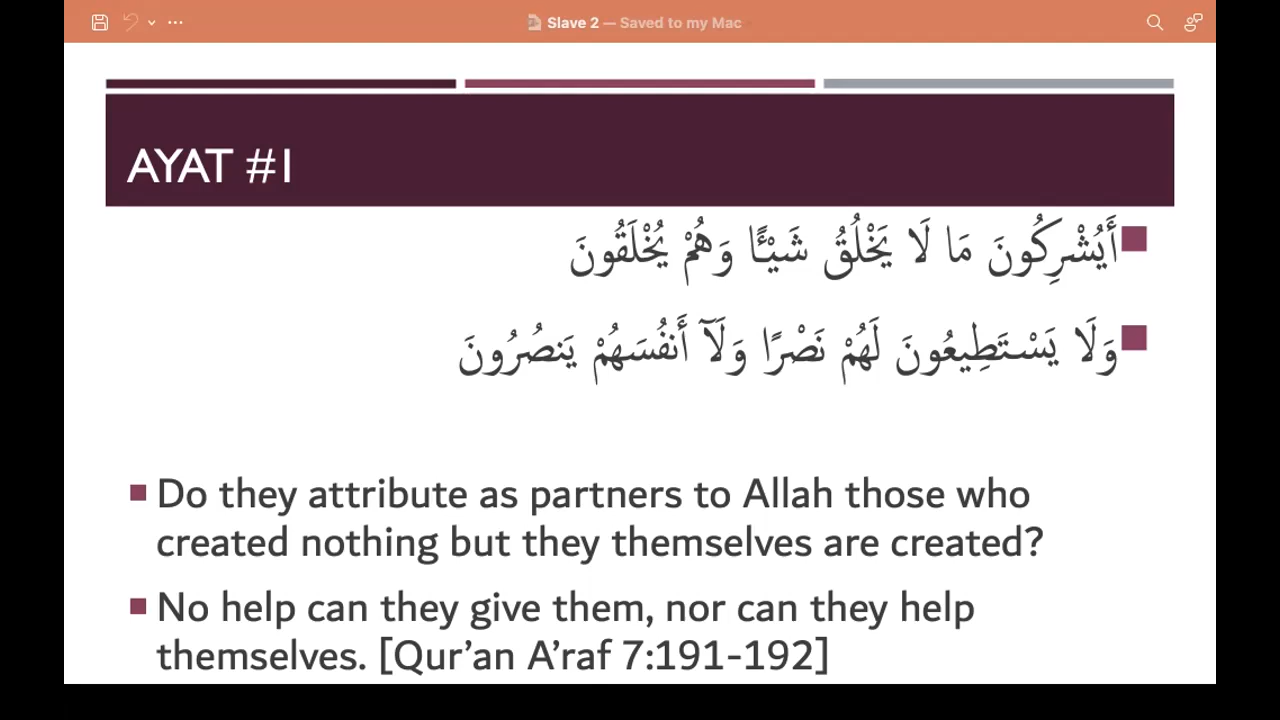 Slave 2 — Saved to my Mac
AYAT #1
أَيُشْرِكُونَ مَا لَا يَخْلُقُ شَيْـًٔا وَهُمْ يُخْلَقُونَ
وَلَا يَسْتَطِيعُونَ لَهُمْ نَصْرًا وَلَآ أَنفُسَهُمْ يَنصُرُونَ
Do they attribute as partners to Allah those who
created nothing but they themselves are created?
No help can they give them, nor can they help
themselves. [Qur’an A’raf 7:191-192]